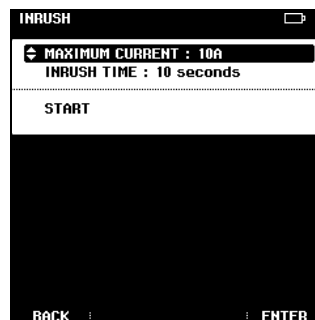 INRUSH
MAXIMUM CURRENT : 10A
INRUSH TIME : 10 seconds
START
BACK
ENTER